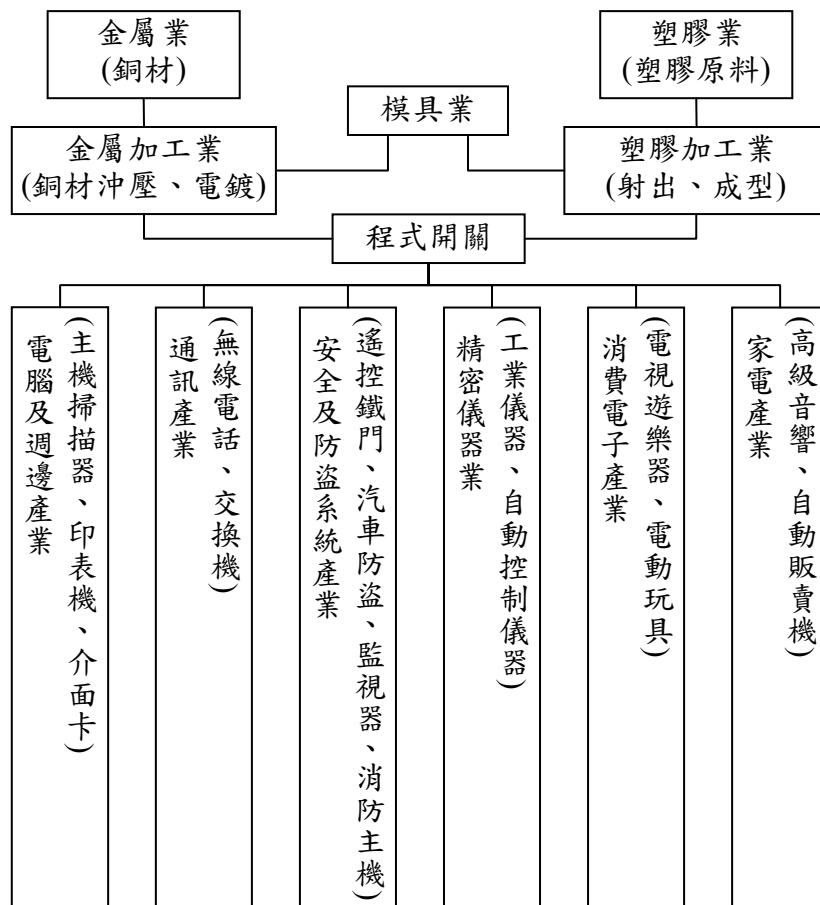 金屬業
(銅材)
塑膠業
(塑膠原料)
模具業
金屬加工業
(銅材沖壓、電鍍)
塑膠加工業
(射出、成型)
程式開關
電腦及週邊產業
(主機掃描器、印表機、介面卡)
通訊產業
(無線電話、交換機)
安全及防盜系統產業
(遙控鐵門、汽車防盜、監視器、消防主機)
精密儀器業
(工業儀器、自動控制儀器)
消費電子產業
(電視遊樂器、電動玩具)
家電產業
(高級音響、自動販賣機)